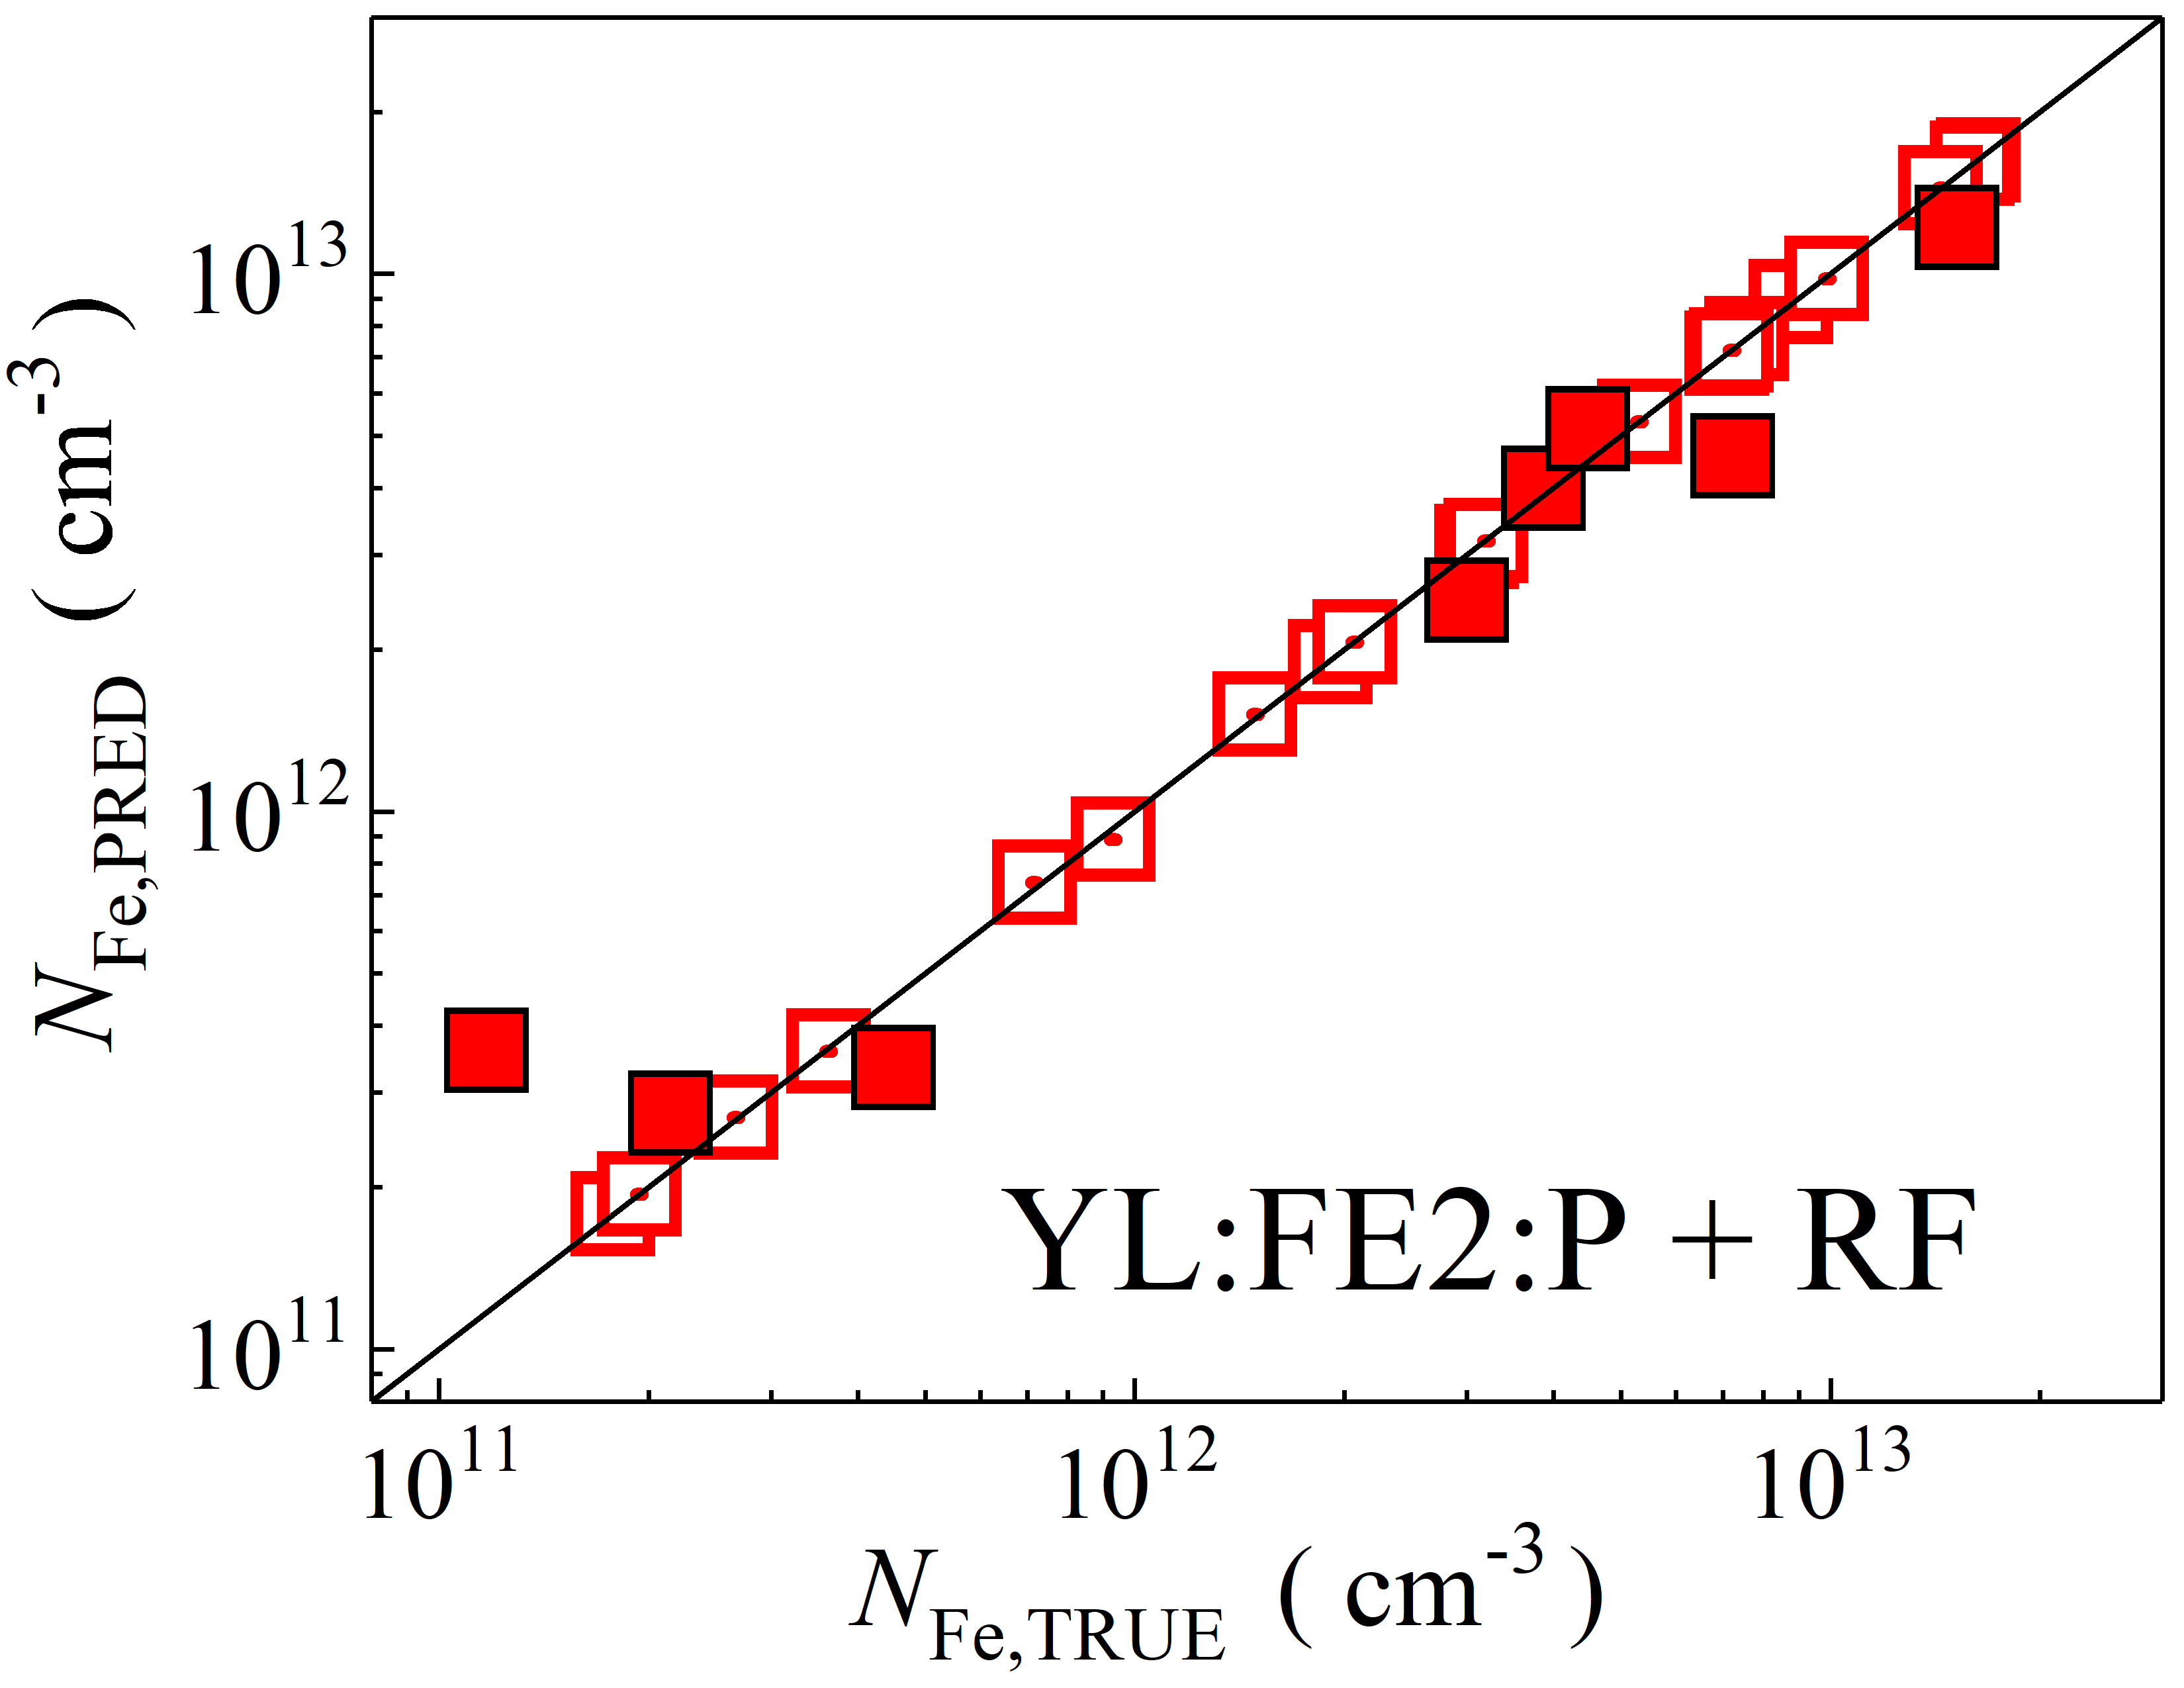 N_Fe,PRED ( cm^-3 )
10^13
10^12
10^11
YL:FE2:P + RF
10^11 10^12 10^13
N_Fe,TRUE ( cm^-3 )